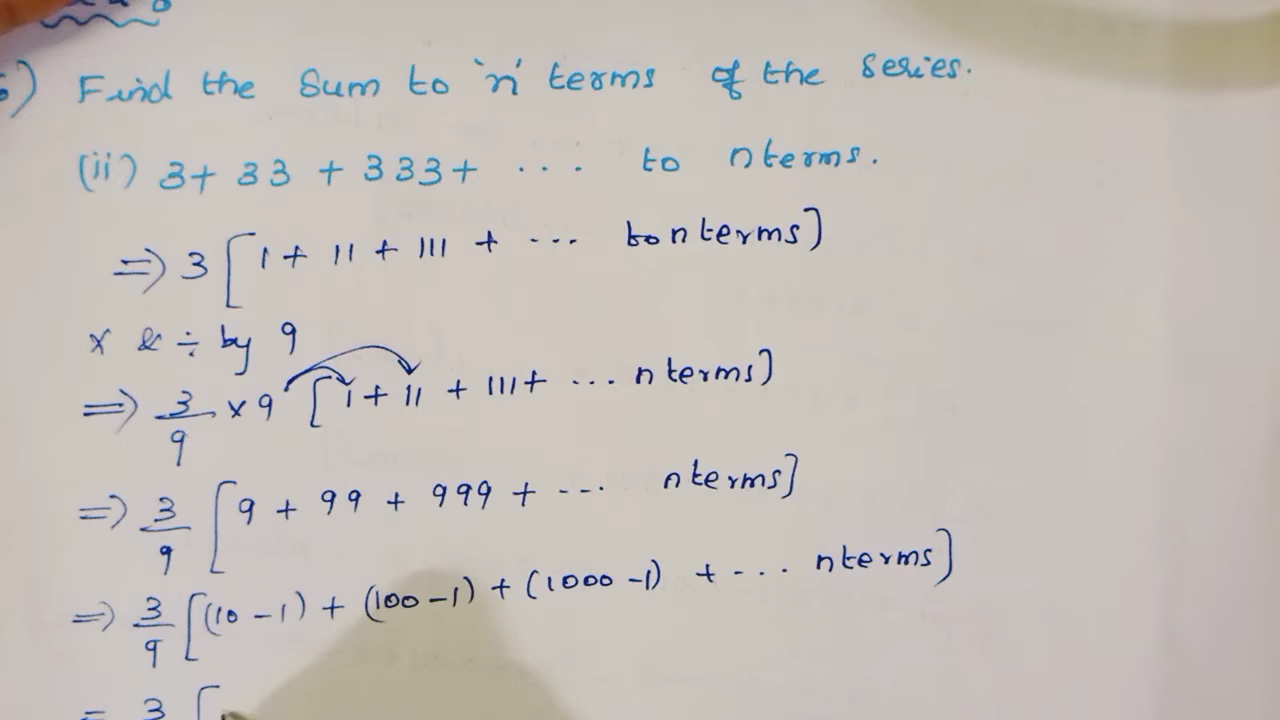 ) Find the Sum to 'n' terms of the series.
(ii) 3+ 33 + 333+ ... to n terms.
⇒ 3 [1 + 11 + 111 + ... to n terms]
× & ÷ by 9
⇒ 3/9 × 9 [1 + 11 + 111 + ... n terms]
⇒ 3/9 [9 + 99 + 999 + ... n terms]
⇒ 3/9 [(10 - 1) + (100 - 1) + (1000 - 1) + ... n terms]
= 3 [